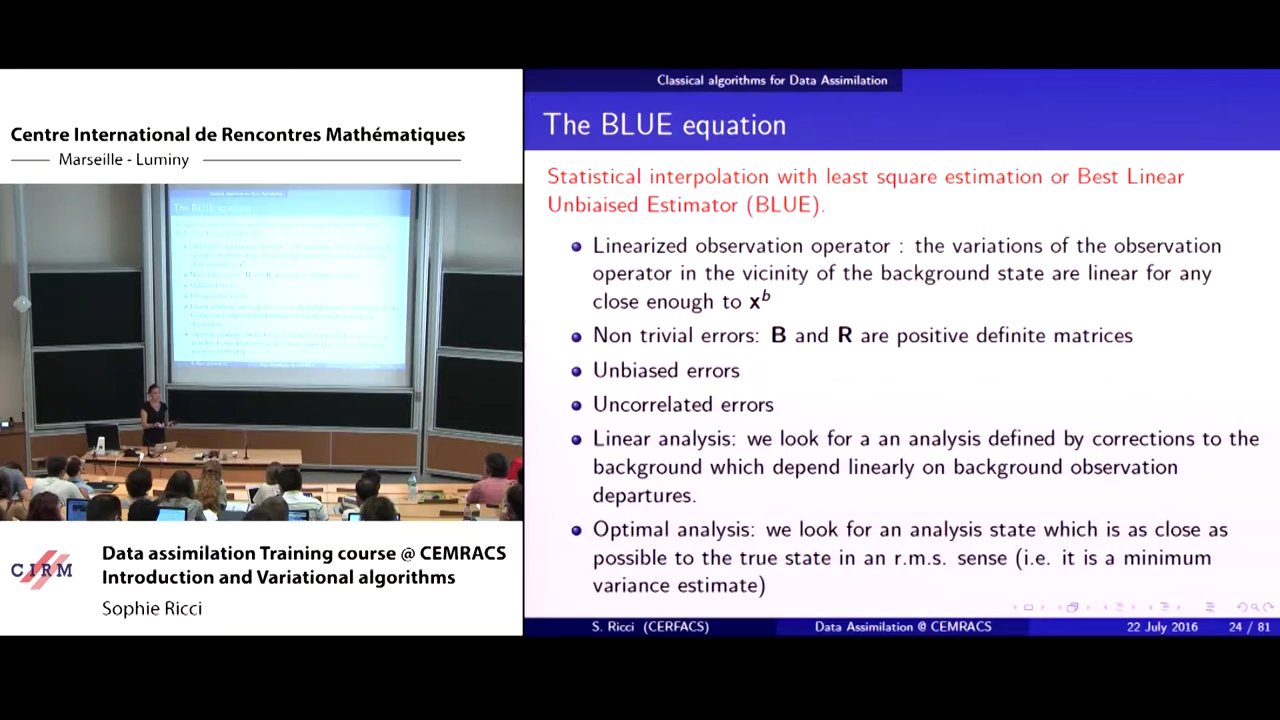 Centre International de Rencontres Mathématiques
Marseille - Luminy
CIRM
Data assimilation Training course @ CEMRACS
Introduction and Variational algorithms
Sophie Ricci
Classical algorithms for Data Assimilation
The BLUE equation
Statistical interpolation with least square estimation or Best Linear
Unbiaised Estimator (BLUE).
Linearized observation operator : the variations of the observation
operator in the vicinity of the background state are linear for any
close enough to x^b
Non trivial errors: B and R are positive definite matrices
Unbiased errors
Uncorrelated errors
Linear analysis: we look for a an analysis defined by corrections to the
background which depend linearly on background observation
departures.
Optimal analysis: we look for an analysis state which is as close as
possible to the true state in an r.m.s. sense (i.e. it is a minimum
variance estimate)
S. Ricci (CERFACS)
Data Assimilation @ CEMRACS
22 July 2016
24 / 81
The BLUE equation